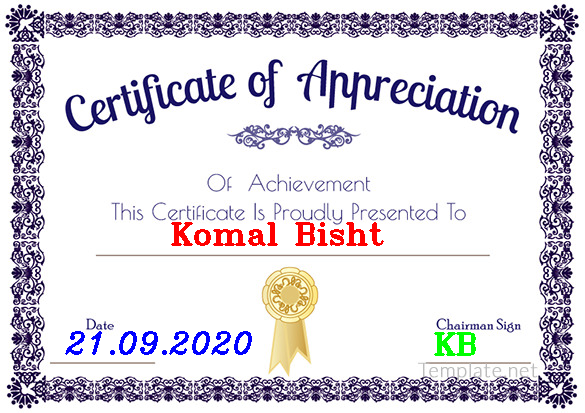 Certificate of Appreciation
Of Achievement
This Certificate Is Proudly Presented To
Komal Bisht
Date
21.09.2020
Chairman Sign
KB
Template.net